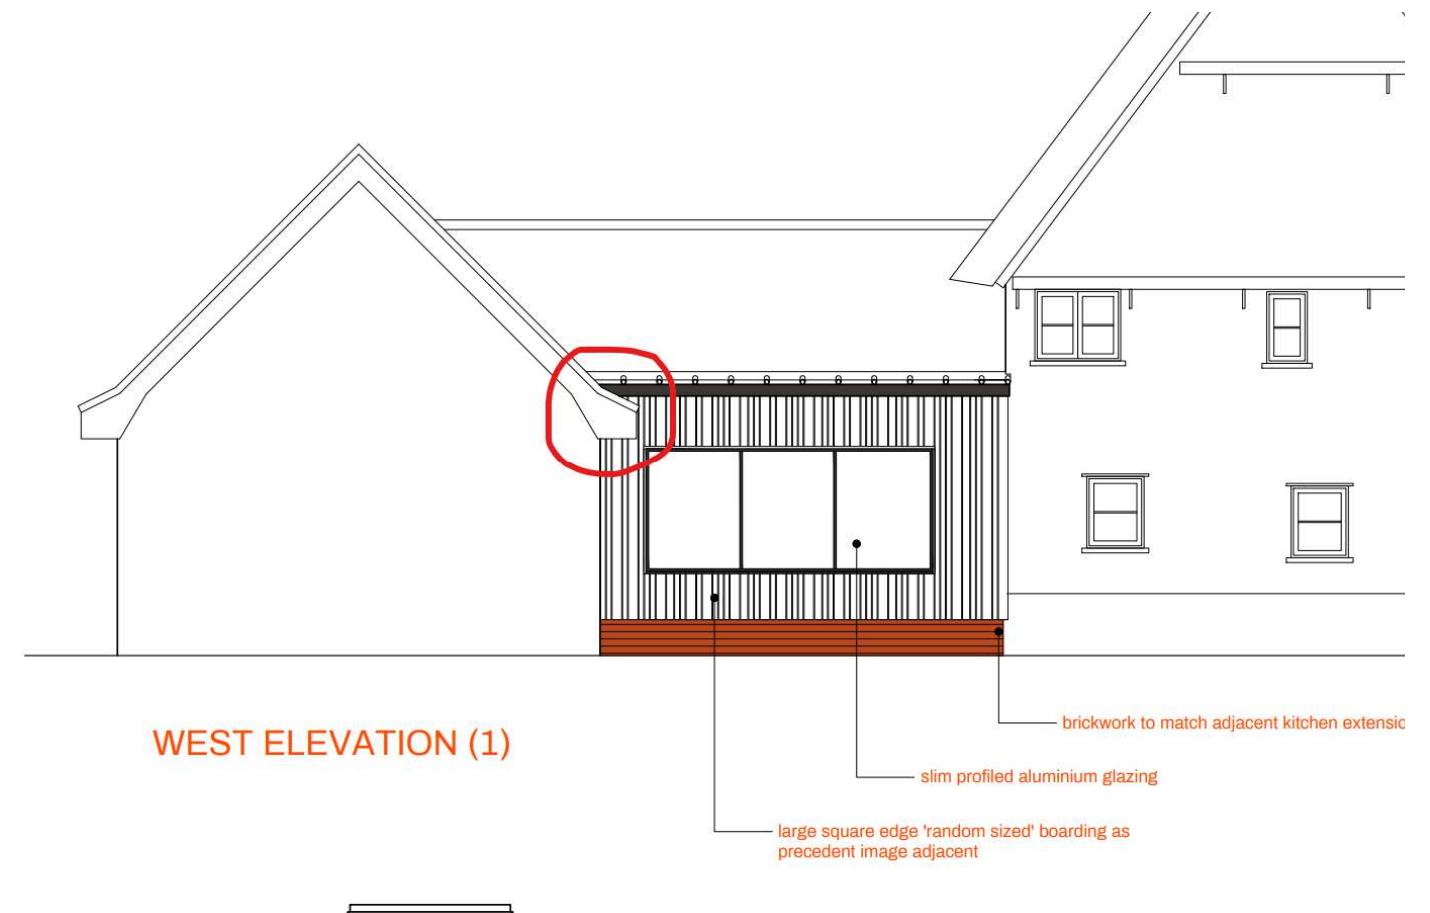 WEST ELEVATION (1)
brickwork to match adjacent kitchen extensio
slim profiled aluminium glazing
large square edge 'random sized' boarding as
precedent image adjacent